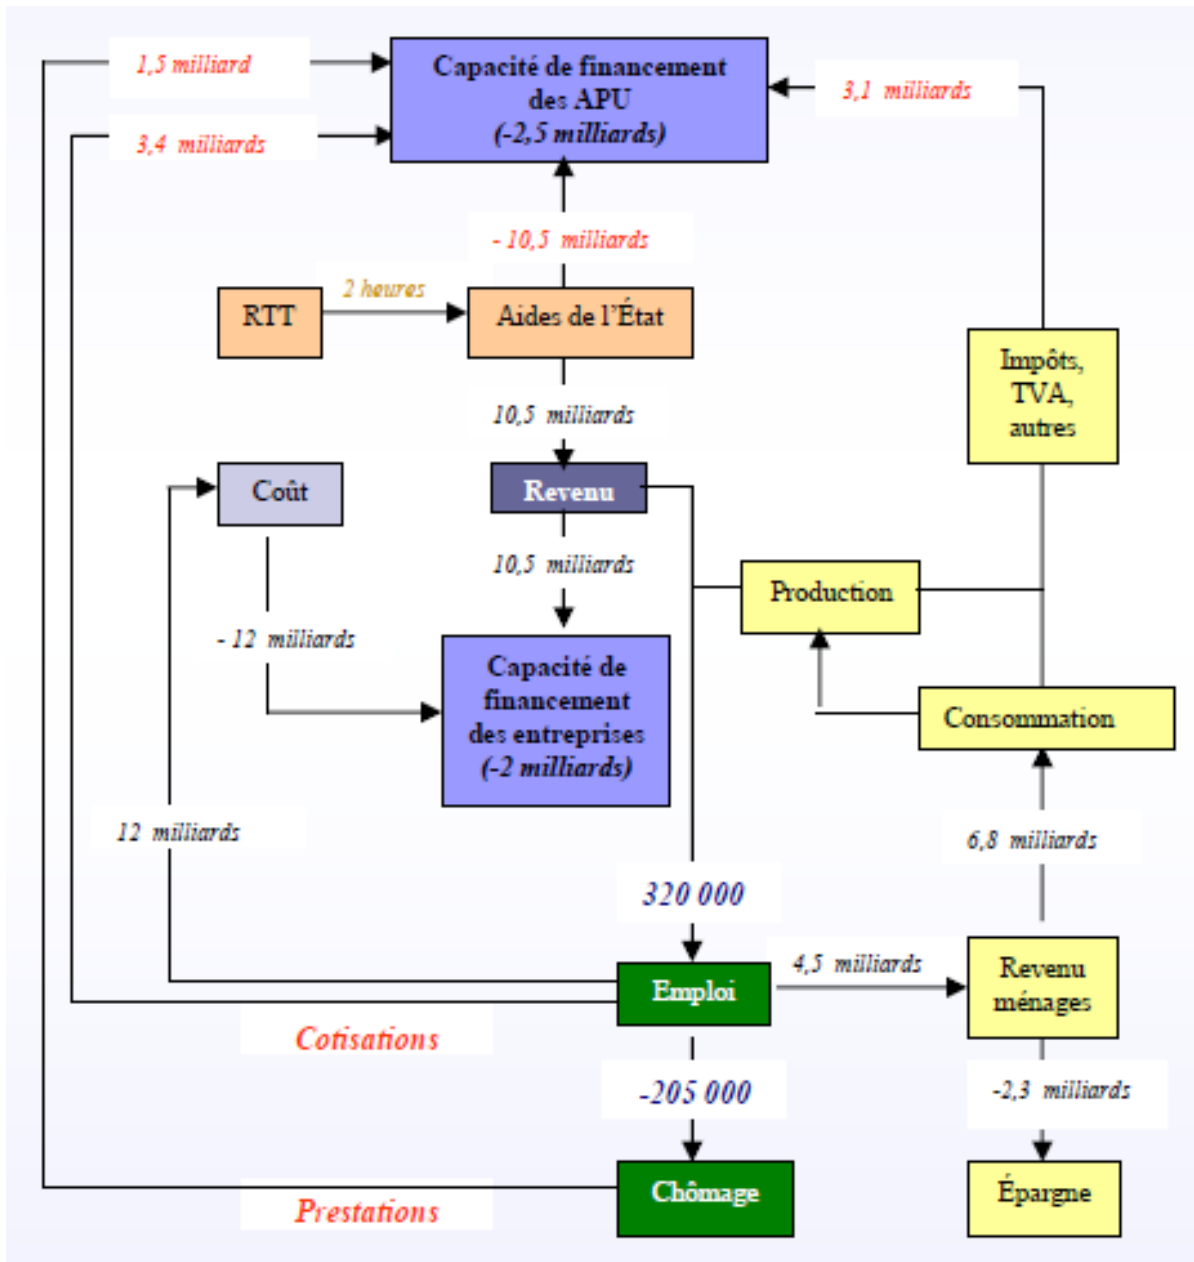 1,5 milliard
Capacité de financement
des APU
(-2,5 milliards)
3,1 milliards
3,4 milliards
- 10,5 milliards
2 heures
RTT
Aides de l'État
Impôts,
TVA,
autres
10,5 milliards
Coût
Revenu
10,5 milliards
Production
- 12 milliards
Capacité de
financement
des entreprises
(-2 milliards)
Consommation
12 milliards
6,8 milliards
320 000
4,5 milliards
Emploi
Revenu
ménages
Cotisations
-205 000
-2,3 milliards
Chômage
Épargne
Prestations